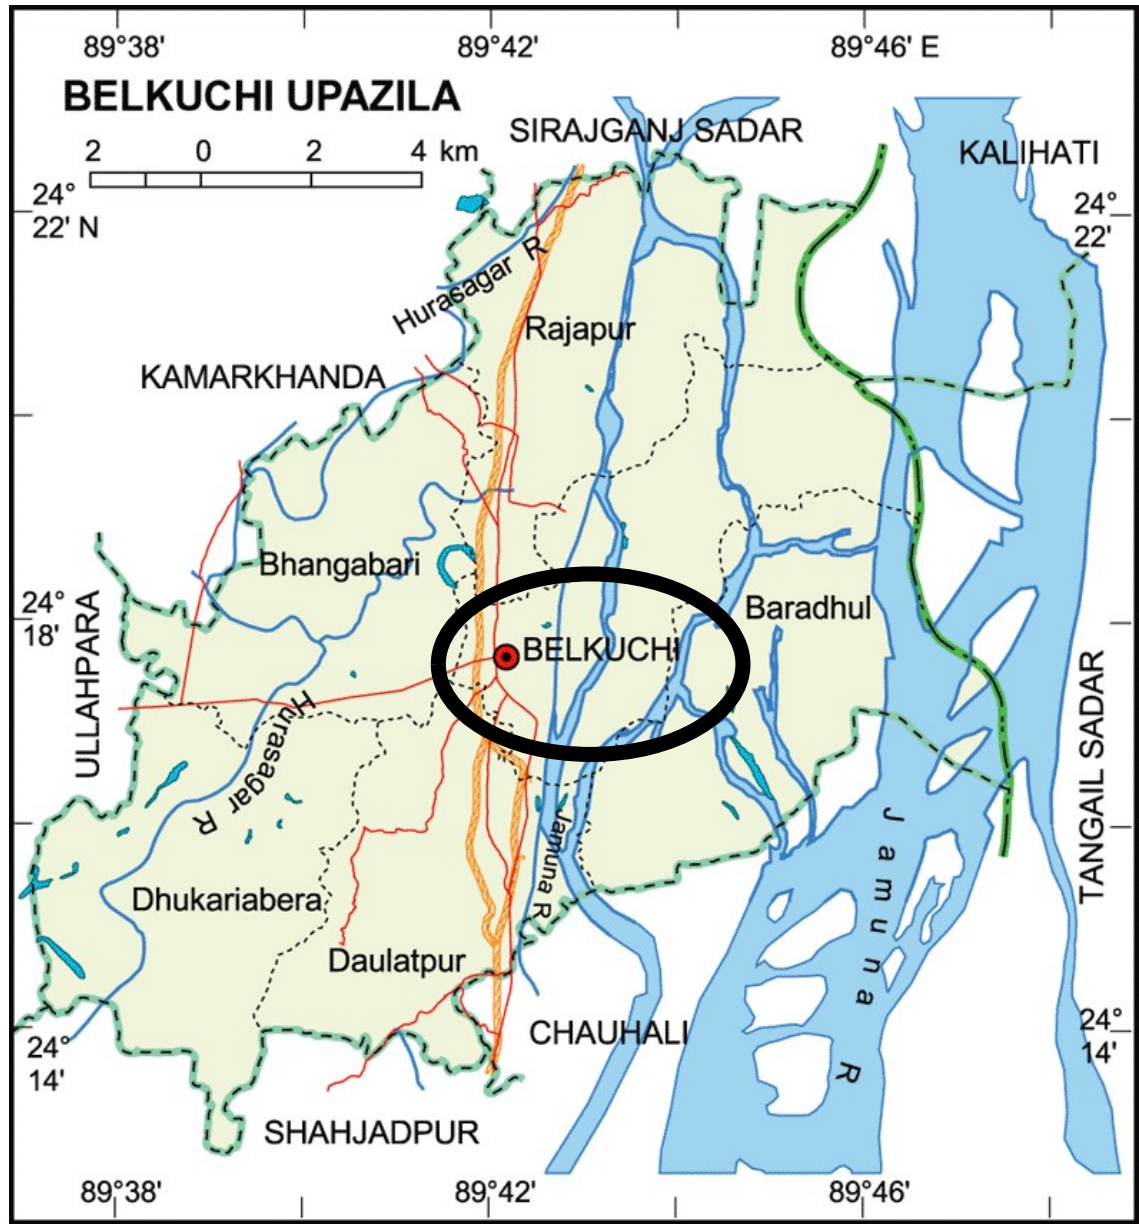 89°38' 89°42' 89°46' E
BELKUCHI UPAZILA
SIRAJGANJ SADAR
KALIHATI
2 0 2 4 km
24°
22' N
24°
22'
Hurasagar R
Rajapur
KAMARKHANDA
Bhangabari
24°
18'
Baradhul
BELKUCHI
ULLAHPARA
TANGAIL SADAR
Hurasagar R
Jamuna R
Jamuna R
Dhukariabera
Daulatpur
CHAUHALI
24°
14'
24°
14'
SHAHJADPUR
89°38' 89°42' 89°46'